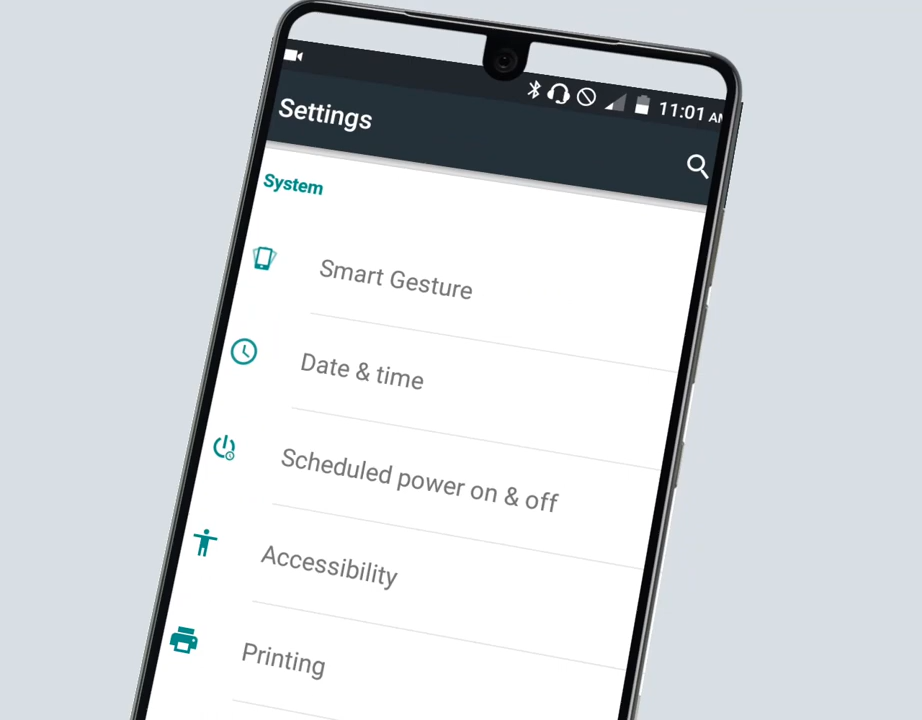 11:01 AM
Settings
System
Smart Gesture
Date & time
Scheduled power on & off
Accessibility
Printing